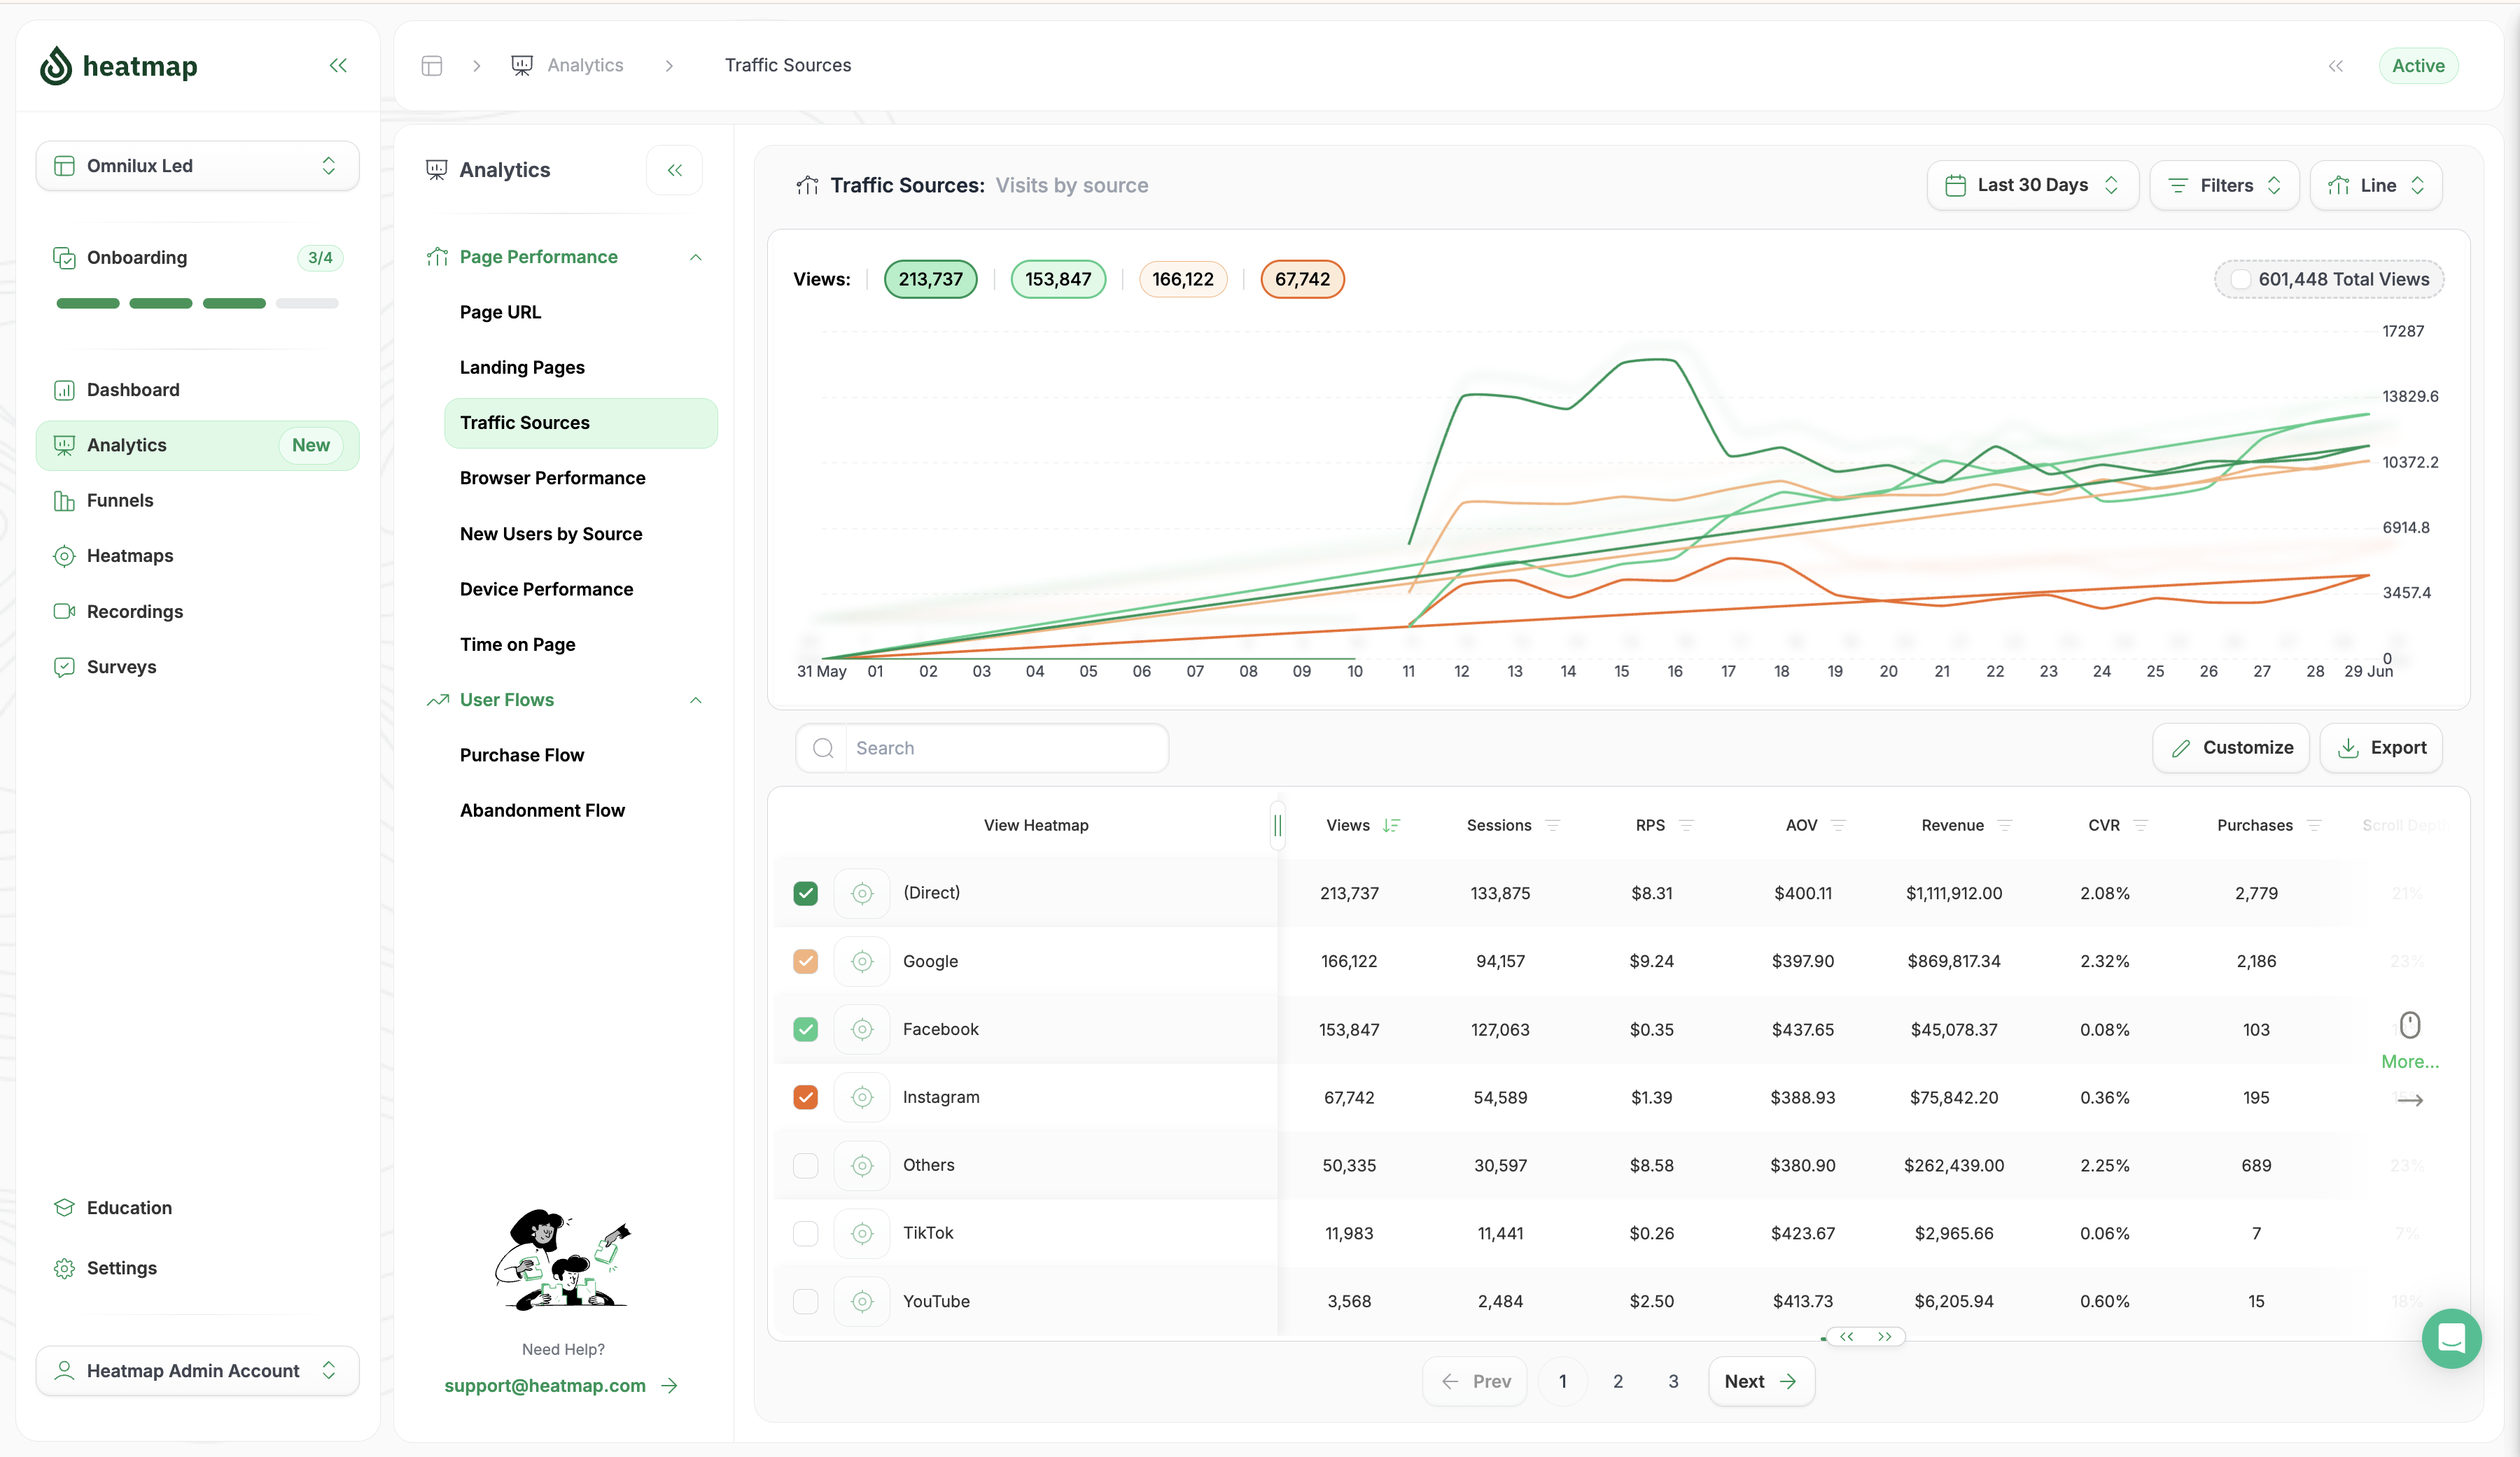 heatmap
Omnilux Led
Onboarding 3/4
Dashboard
Analytics New
Funnels
Heatmaps
Recordings
Surveys
Education
Settings
Heatmap Admin Account
Analytics
Traffic Sources
Active
Analytics
Page Performance
Page URL
Landing Pages
Traffic Sources
Browser Performance
New Users by Source
Device Performance
Time on Page
User Flows
Purchase Flow
Abandonment Flow
Need Help?
support@heatmap.com
Traffic Sources: Visits by source
Last 30 Days
Filters
Line
Views: 213,737 153,847 166,122 67,742
601,448 Total Views
17287
13829.6
10372.2
6914.8
3457.4
0
31 May 01 02 03 04 05 06 07 08 09 10 11 12 13 14 15 16 17 18 19 20 21 22 23 24 25 26 27 28 29 Jun
Search
Customize
Export
View Heatmap Views Sessions RPS AOV Revenue CVR Purchases
(Direct) 213,737 133,875 $8.31 $400.11 $1,111,912.00 2.08% 2,779 21%
Google 166,122 94,157 $9.24 $397.90 $869,817.34 2.32% 2,186 23%
Facebook 153,847 127,063 $0.35 $437.65 $45,078.37 0.08% 103
More...
Instagram 67,742 54,589 $1.39 $388.93 $75,842.20 0.36% 195
Others 50,335 30,597 $8.58 $380.90 $262,439.00 2.25% 689 23%
TikTok 11,983 11,441 $0.26 $423.67 $2,965.66 0.06% 7 7%
YouTube 3,568 2,484 $2.50 $413.73 $6,205.94 0.60% 15 18%
Prev 1 2 3 Next